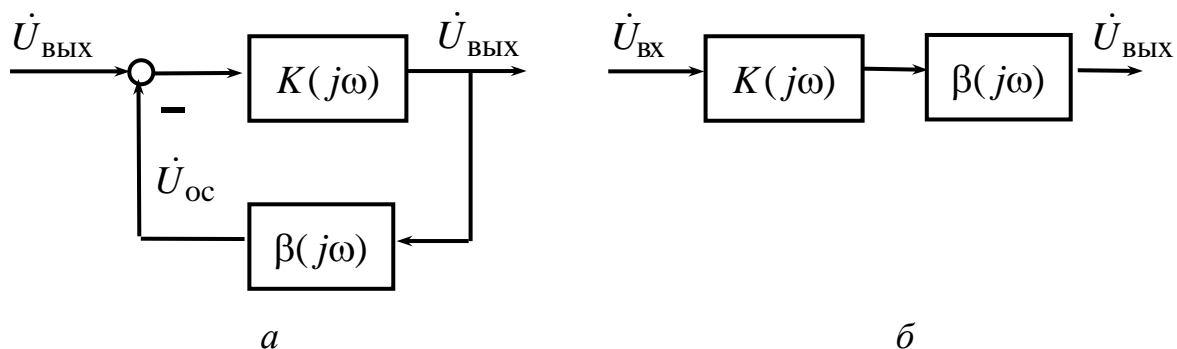 U̇вых U̇вых U̇вх U̇вых
K(jω) K(jω) β(jω)
−
U̇ос
β(jω)
а б